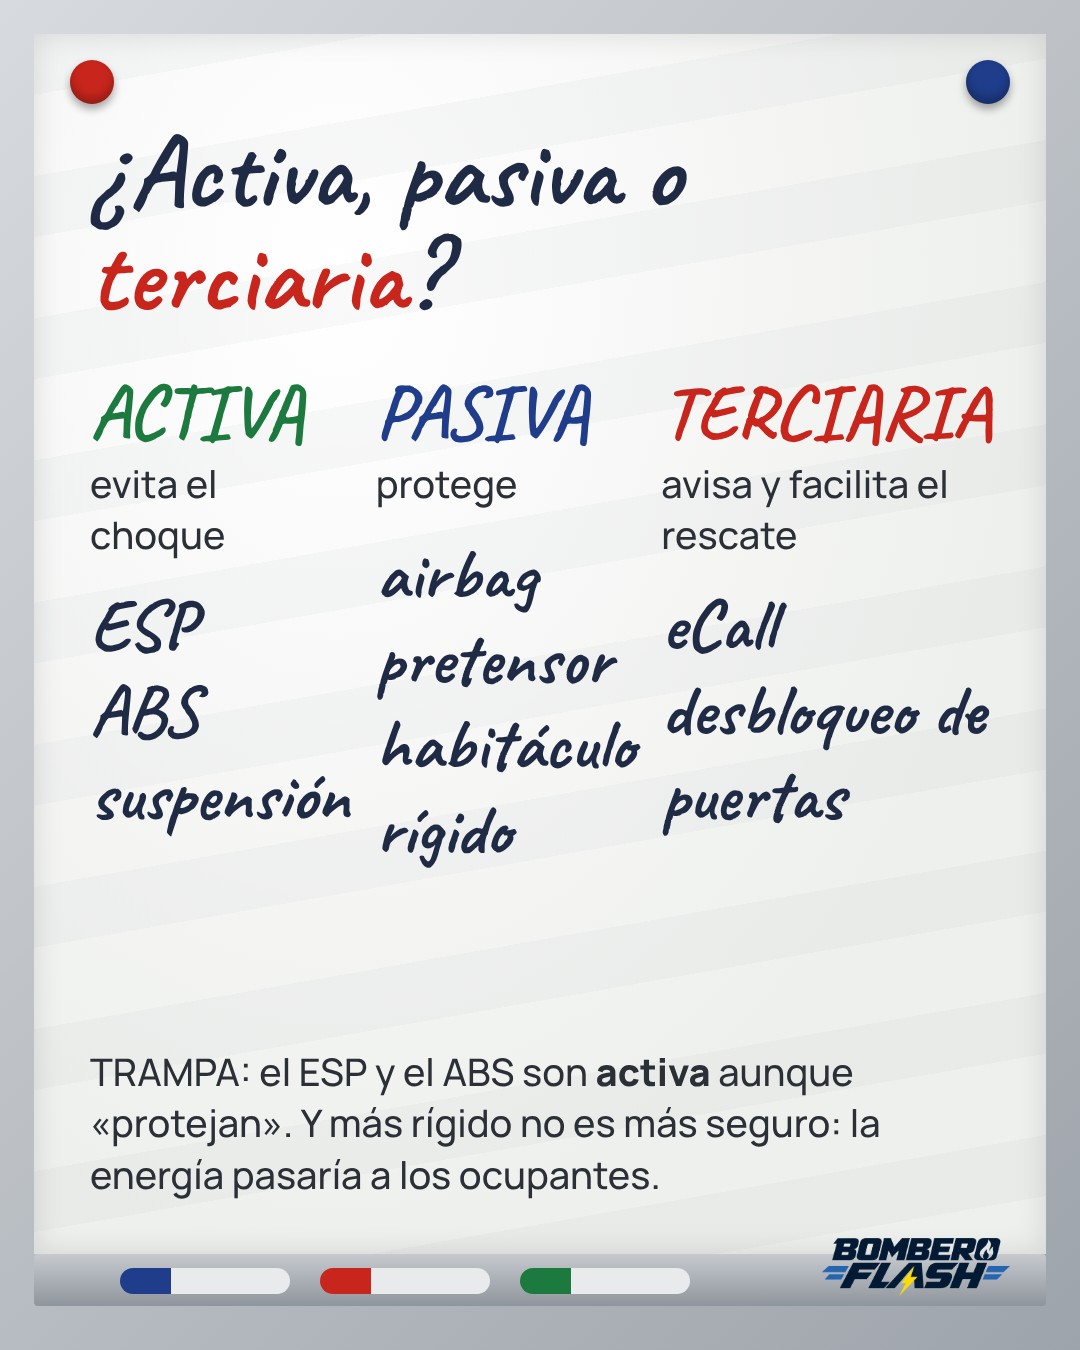 ¿Activa, pasiva o
terciaria?
ACTIVA
evita el
choque
ESP
ABS
suspensión
PASIVA
protege
airbag
pretensor
habitáculo
rígido
TERCIARIA
avisa y facilita el
rescate
eCall
desbloqueo de
puertas
TRAMPA: el ESP y el ABS son activa aunque
«protejan». Y más rígido no es más seguro: la
energía pasaría a los ocupantes.
BOMBERO
FLASH